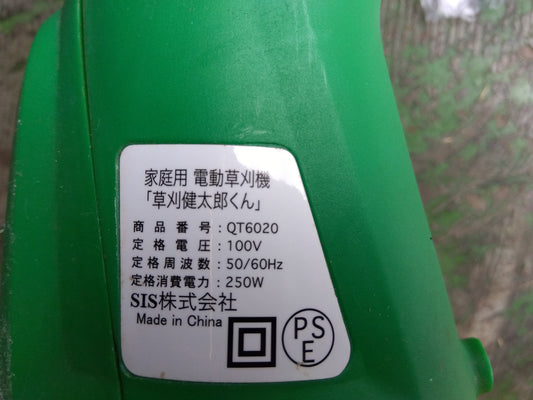 家庭用 電動草刈機
「草刈健太郎くん」
商品番号：QT6020
定格電圧：100V
定格周波数：50/60Hz
定格消費電力：250W
SIS株式会社
Made in China
PS
E